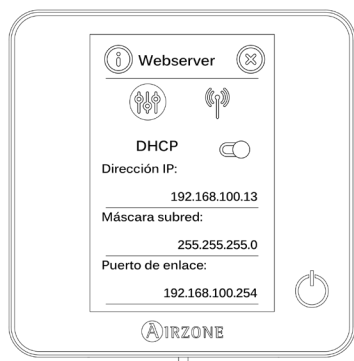 Webserver
DHCP
Dirección IP:
192.168.100.13
Máscara subred:
255.255.255.0
Puerto de enlace:
192.168.100.254
AIRZONE